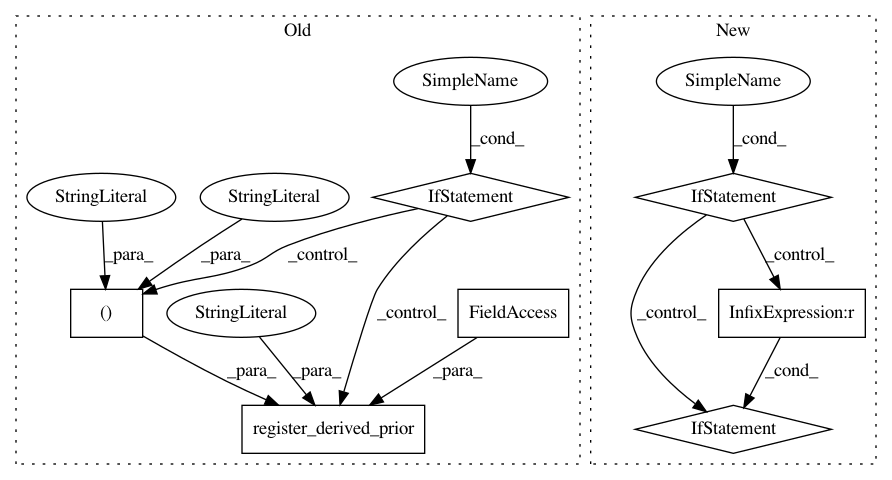 Old
New
SimpleName
SimpleName
_cond_
_cond_
StringLiteral
StringLiteral
IfStatement
IfStatement
_para_
_para_
_control_
_control_
()
StringLiteral
_control_
FieldAccess
_control_
InfixExpression:r
_para_
_para_
_para_
_cond_
register_derived_prior
IfStatement